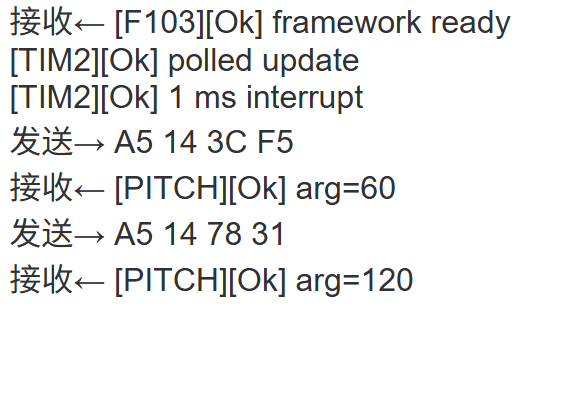 接收← [F103][Ok] framework ready
[TIM2][Ok] polled update
[TIM2][Ok] 1 ms interrupt
发送→ A5 14 3C F5
接收← [PITCH][Ok] arg=60
发送→ A5 14 78 31
接收← [PITCH][Ok] arg=120